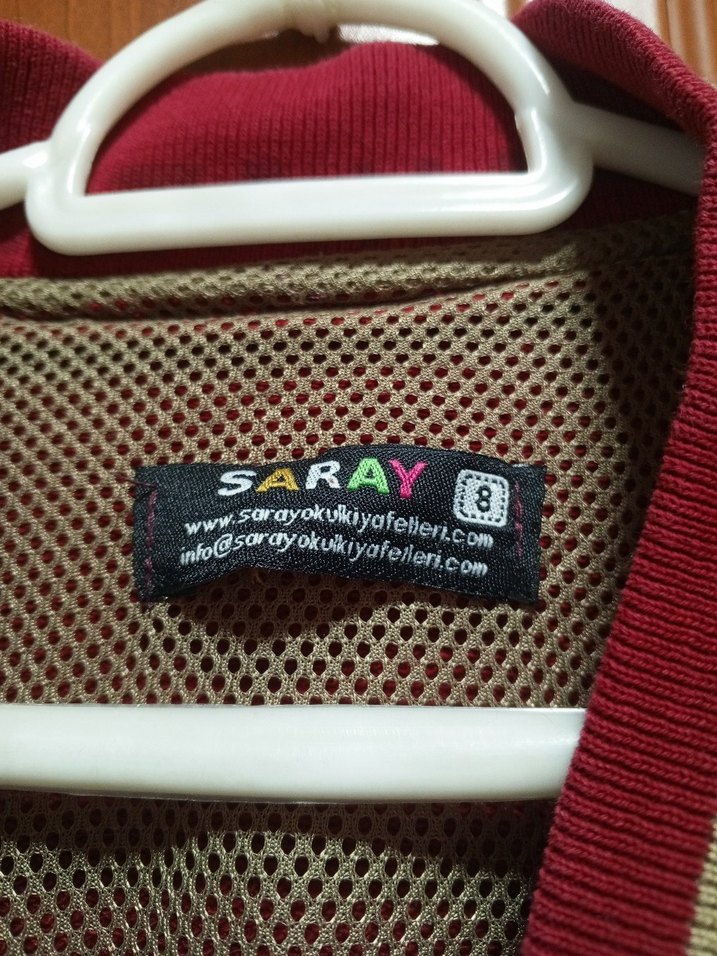 SARAY 8
www.sarayokulkiyafetleri.com
info@sarayokulkiyafetleri.com